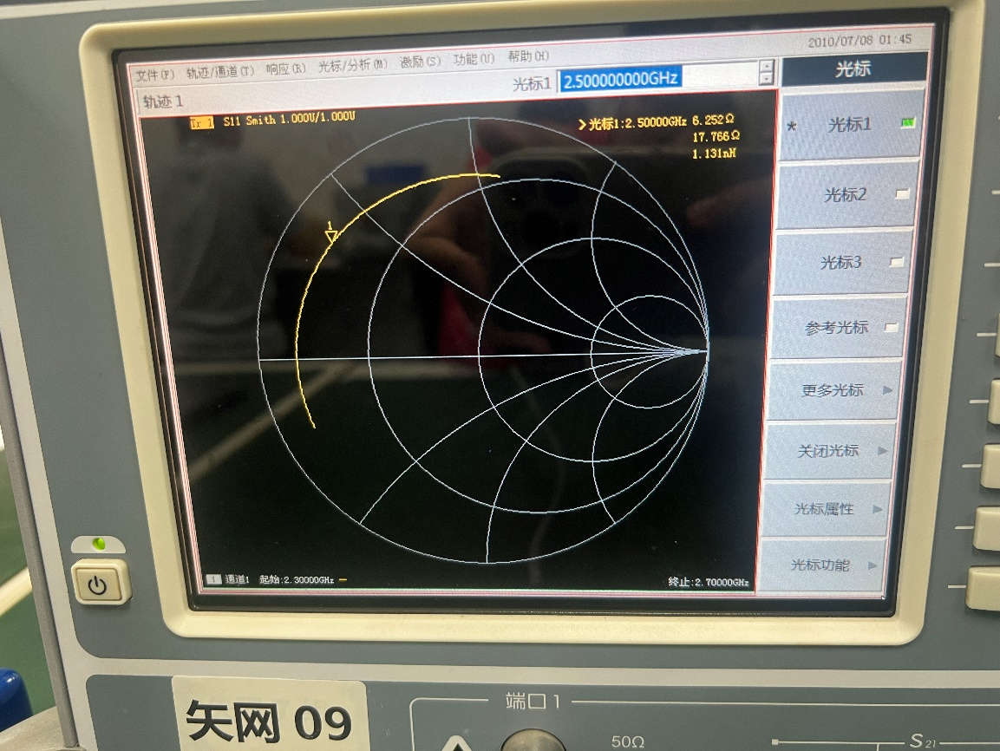 2010/07/08 01:45
文件(F) 轨迹/通道(T) 响应(R) 光标/分析(M) 激励(S) 功能(U) 帮助(H)
光标1 2.500000000GHz
光标
轨迹 1
Tr 1 S11 Smith 1.000U/1.000U
>光标1:2.50000GHz 6.252Ω
17.766Ω
1.131nH
1
* 光标1
光标2
光标3
参考光标
更多光标
关闭光标
光标属性
光标功能
1 通道1 起始:2.30000GHz
终止:2.70000GHz
矢网 09
端口 1
50Ω
S21